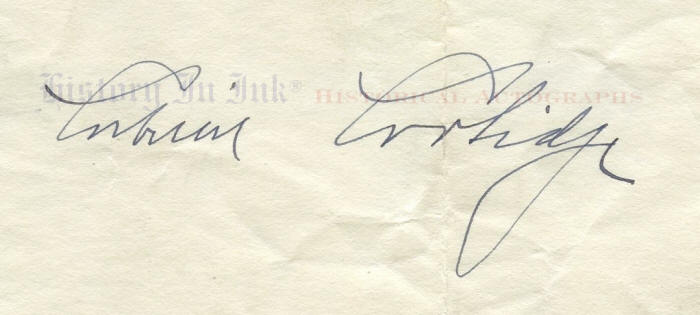 History In Ink® Historical Autographs
Calvin Coolidge